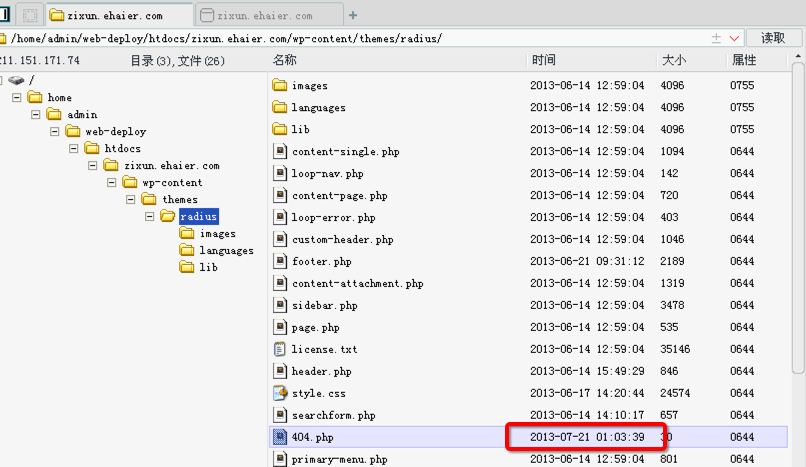 zixun.ehaier.com zixun.ehaier.com
/home/admin/web-deploy/htdocs/zixun.ehaier.com/wp-content/themes/radius/ 读取
211.151.171.74 目录(3),文件(26) 名称 时间 大小 属性
/
home
admin
web-deploy
htdocs
zixun.ehaier.com
wp-content
themes
radius
images
languages
lib
images 2013-06-14 12:59:04 4096 0755
languages 2013-06-14 12:59:04 4096 0755
lib 2013-06-14 12:59:04 4096 0755
content-single.php 2013-06-14 12:59:04 1094 0644
loop-nav.php 2013-06-14 12:59:04 142 0644
content-page.php 2013-06-14 12:59:04 720 0644
loop-error.php 2013-06-14 12:59:04 403 0644
custom-header.php 2013-06-14 12:59:04 1046 0644
footer.php 2013-06-21 09:31:12 2189 0644
content-attachment.php 2013-06-14 12:59:04 1319 0644
sidebar.php 2013-06-14 12:59:04 3478 0644
page.php 2013-06-14 12:59:04 535 0644
license.txt 2013-06-14 12:59:04 35146 0644
header.php 2013-06-14 15:49:29 846 0644
style.css 2013-06-17 14:20:44 24574 0644
searchform.php 2013-06-14 14:10:17 657 0644
404.php 2013-07-21 01:03:39 30 0644
primary-menu.php 2013-06-14 12:59:04 801 0644